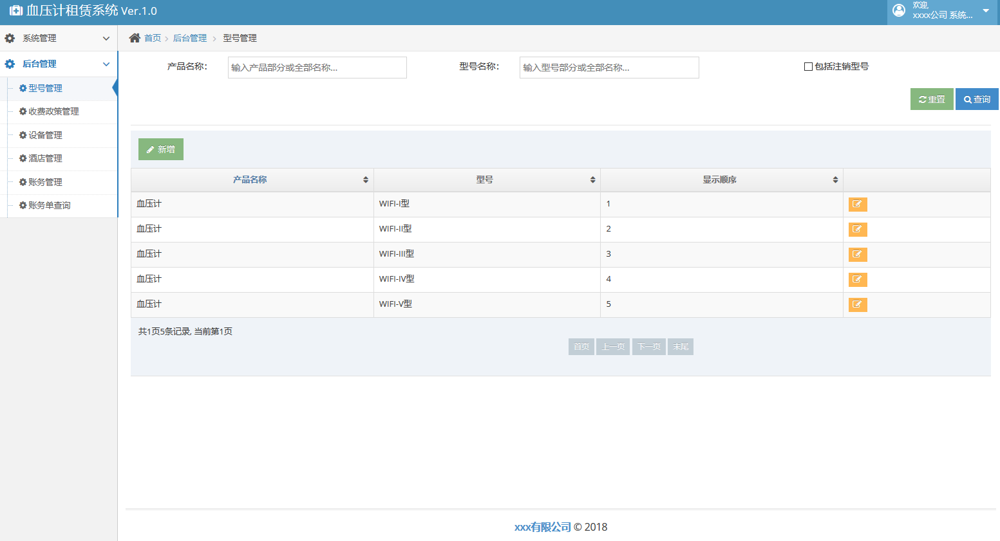 血压计租赁系统 Ver.1.0
欢迎,
xxxx公司 系统...
系统管理
后台管理
型号管理
收费政策管理
设备管理
酒店管理
账务管理
账务单查询
首页 后台管理 型号管理
产品名称: 输入产品部分或全部名称... 型号名称: 输入型号部分或全部名称... 包括注销型号
重置 查询
新增
产品名称 型号 显示顺序
血压计 WIFI-I型 1
血压计 WIFI-II型 2
血压计 WIFI-III型 3
血压计 WIFI-IV型 4
血压计 WIFI-V型 5
共1页5条记录, 当前第1页
首页 上一页 下一页 末尾
xxx有限公司 © 2018